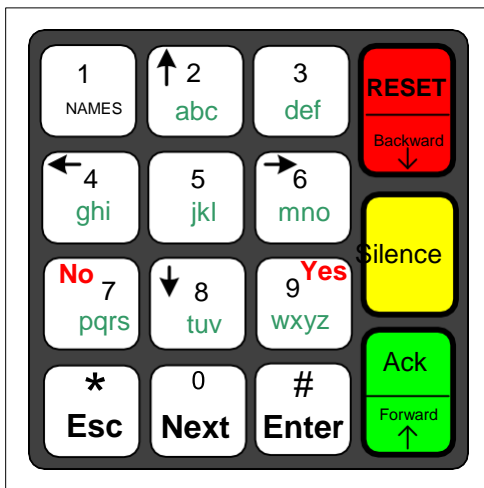 1
NAMES
2
abc
3
def
RESET
Backward
4
ghi
5
jkl
6
mno
Silence
No
7
pqrs
8
tuv
Yes
9
wxyz
Ack
Forward
*
Esc
0
Next
#
Enter